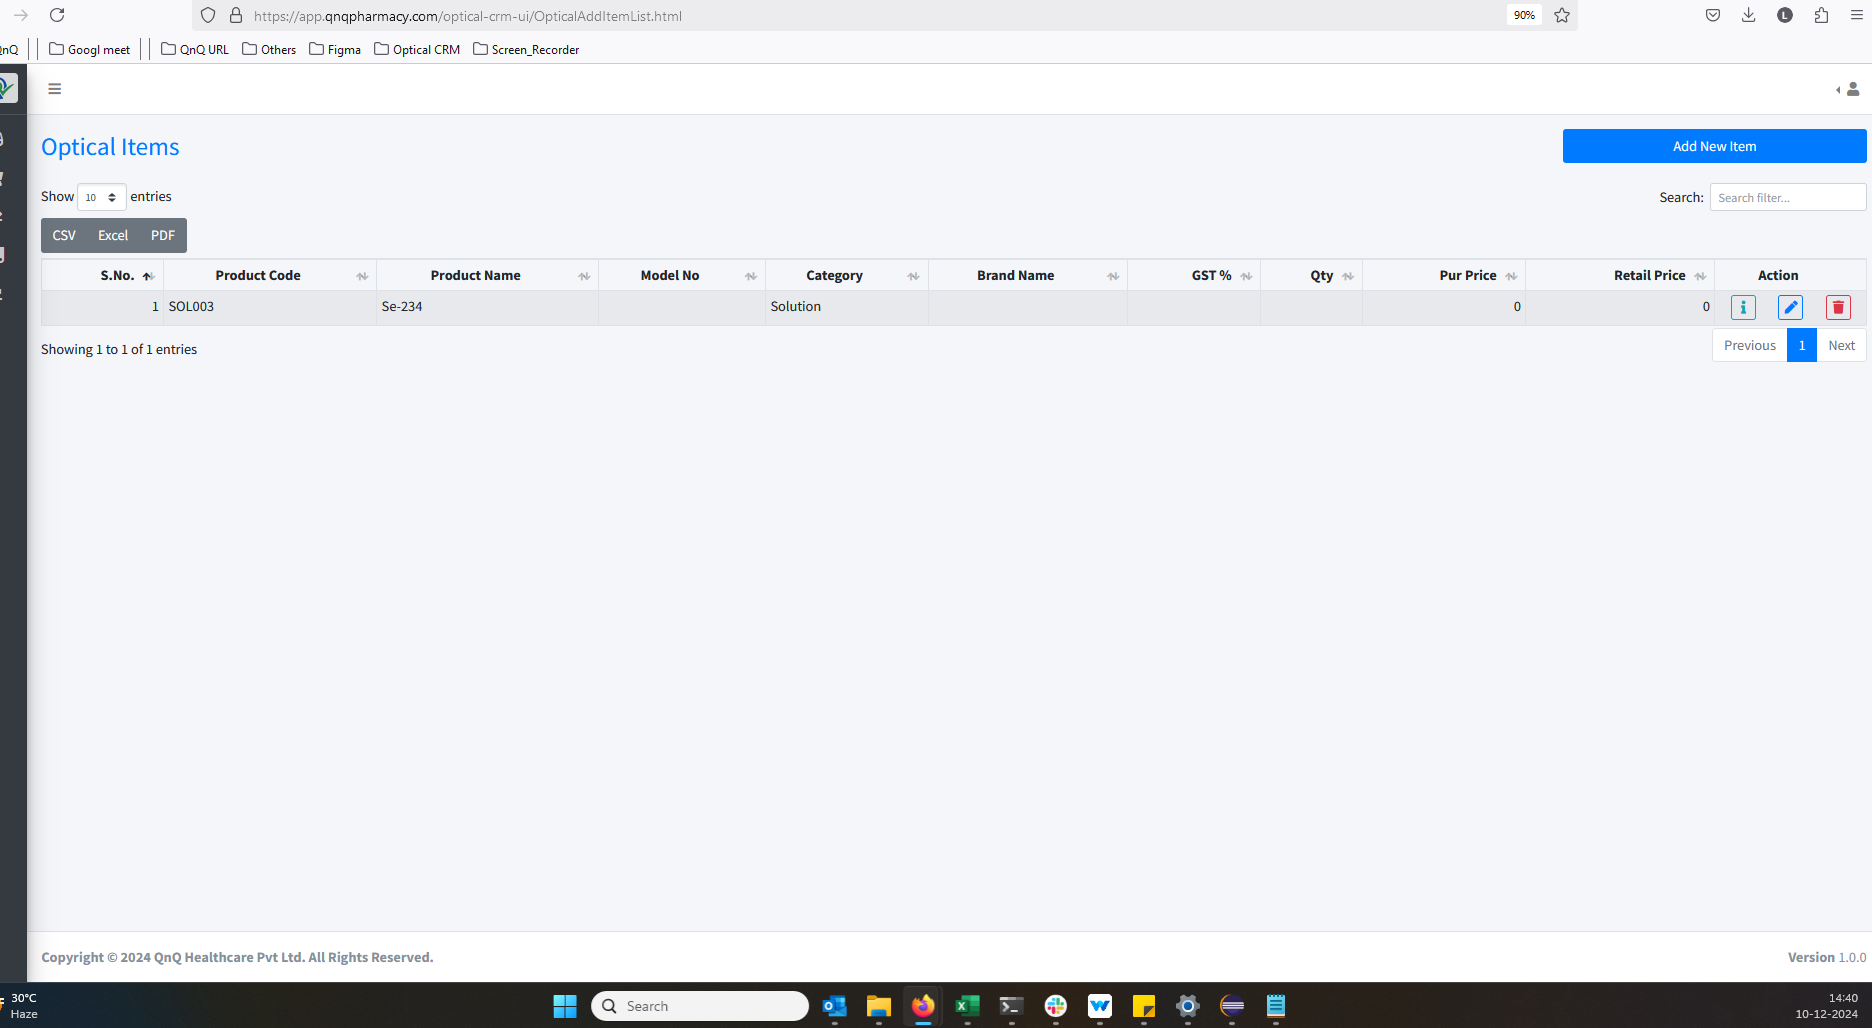 https://app.qnqpharmacy.com/optical-crm-ui/OpticalAddItemList.html 90% L
Googl meet QnQ URL Others Figma Optical CRM Screen_Recorder
Optical Items Add New Item
Show 10 entries Search: Search filter...
CSV Excel PDF
S.No. Product Code Product Name Model No Category Brand Name GST % Qty Pur Price Retail Price Action
1 SOL003 Se-234 Solution 0 0
Showing 1 to 1 of 1 entries Previous 1 Next
Copyright © 2024 QnQ Healthcare Pvt Ltd. All Rights Reserved. Version 1.0.0
30°C Search 14:40
Haze 10-12-2024